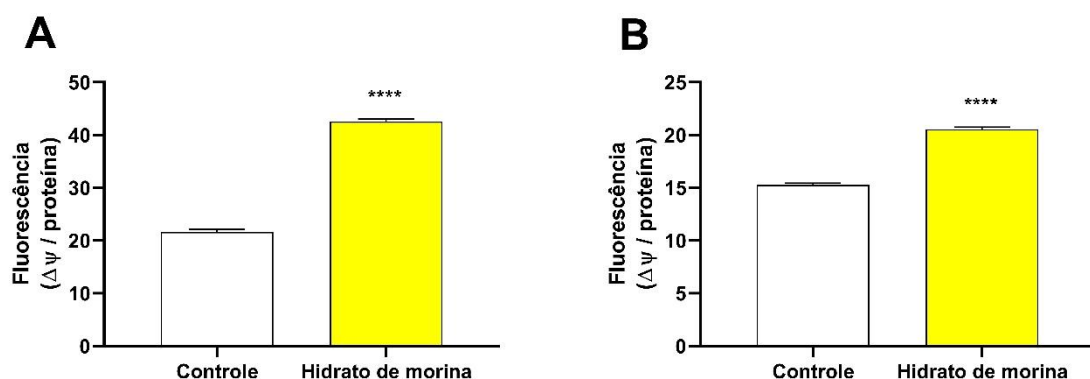 A
Fluorescência
(Δψ / proteína)
50
40
30
20
10
0
****
Controle
Hidrato de morina
B
Fluorescência
(Δψ / proteína)
25
20
15
10
5
0
****
Controle
Hidrato de morina